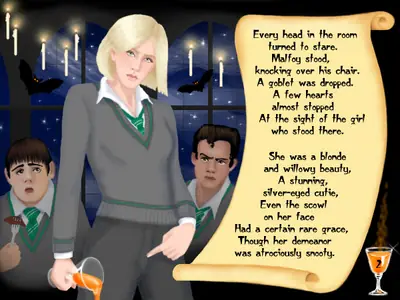 Every head in the room
turned to stare.
Malfoy stood,
knocking over his chair.
A goblet was dropped.
A few hearts
almost stopped
At the sight of the girl
who stood there.
She was a blonde
and willowy beauty,
A stunning,
silver-eyed cutie,
Even the scowl
on her face
Had a certain rare grace,
Though her demeanor
was atrociously snooty.
2